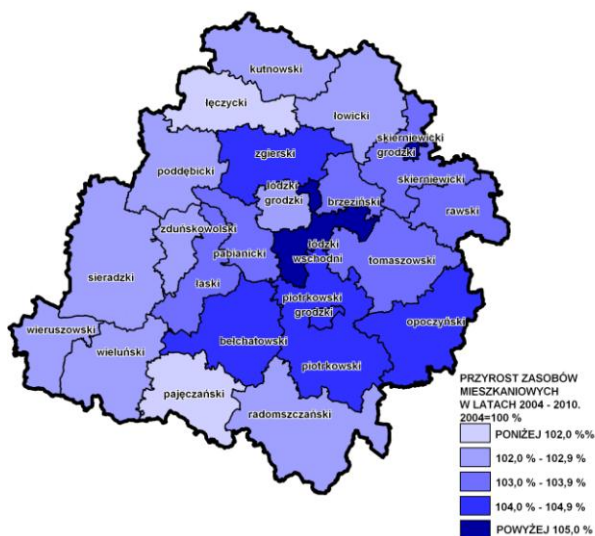 kutnowski
łęczycki
łowicki
skierniewicki
grodzki
zgierski
poddębicki
skierniewicki
łódzki
grodzki
brzeziński
rawski
zduńskowolski
pabianicki
łódzki
wschodni
tomaszowski
sieradzki
łaski
piotrkowski
grodzki
opoczyński
wieruszowski
bełchatowski
wieluński
piotrkowski
pajęczański
radomszczański
PRZYROST ZASOBÓW
MIESZKANIOWYCH
W LATACH 2004 - 2010.
2004=100 %
PONIŻEJ 102,0 %%
102,0 % - 102,9 %
103,0 % - 103,9 %
104,0 % - 104,9 %
POWYŻEJ 105,0 %